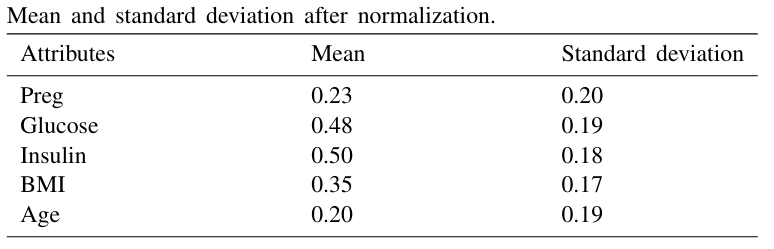 Mean and standard deviation after normalization.
Attributes Mean Standard deviation
Preg 0.23 0.20
Glucose 0.48 0.19
Insulin 0.50 0.18
BMI 0.35 0.17
Age 0.20 0.19